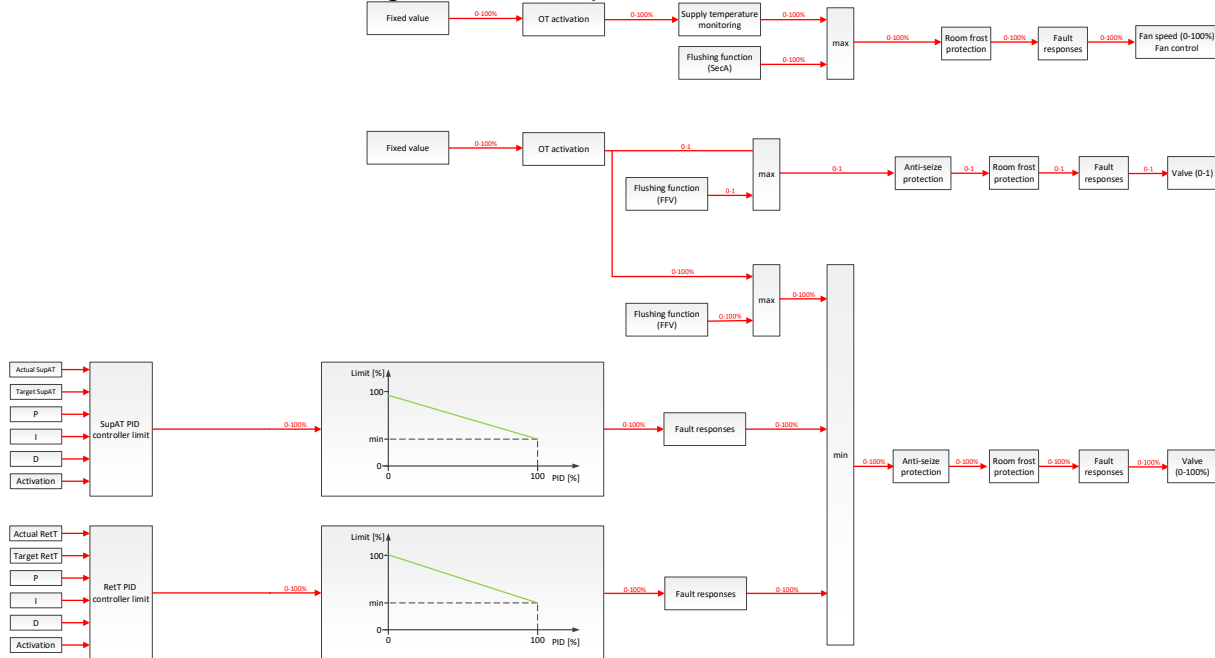 Fixed value
0-100%
OT activation
0-100%
Supply temperature
monitoring
0-100%
Flushing function
(SecA)
0-100%
max
0-100%
Room frost
protection
0-100%
Fault
responses
0-100%
Fan speed (0-100%)
Fan control
Fixed value
0-100%
OT activation
0-1
Flushing function
(FFV)
0-1
max
0-1
Anti-seize
protection
0-1
Room frost
protection
0-1
Fault
responses
0-1
Valve (0-1)
0-100%
Flushing function
(FFV)
0-100%
max
0-100%
Actual SupAT
Target SupAT
P
I
D
Activation
SupAT PID
controller limit
0-100%
Limit [%]
100
min
0
0
100
PID [%]
0-100%
Fault responses
0-100%
min
0-100%
Anti-seize
protection
0-100%
Room frost
protection
0-100%
Fault
responses
0-100%
Valve
(0-100%)
Actual RetT
Target RetT
P
I
D
Activation
RetT PID
controller limit
0-100%
Limit [%]
100
min
0
0
100
PID [%]
0-100%
Fault responses
0-100%